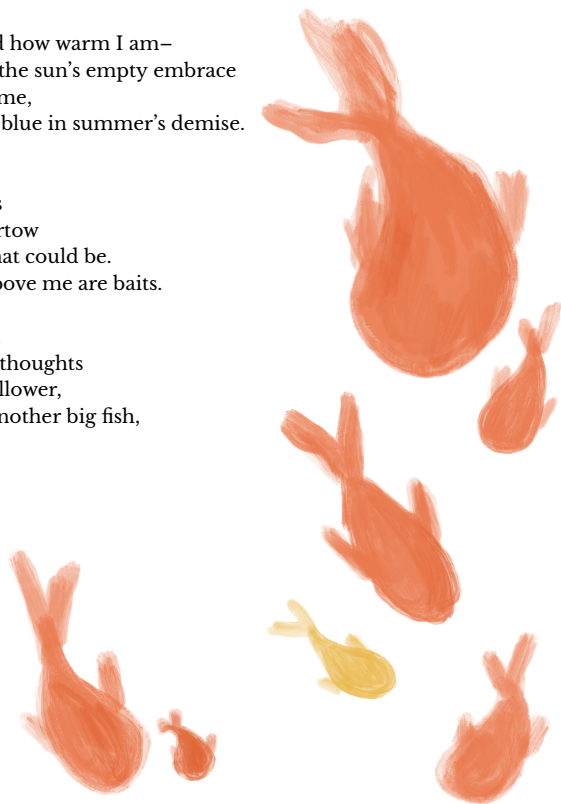 how warm I am–
the sun’s empty embrace
me,
blue in summer’s demise.
at could be.
ove me are baits.
thoughts
llower,
nother big fish,